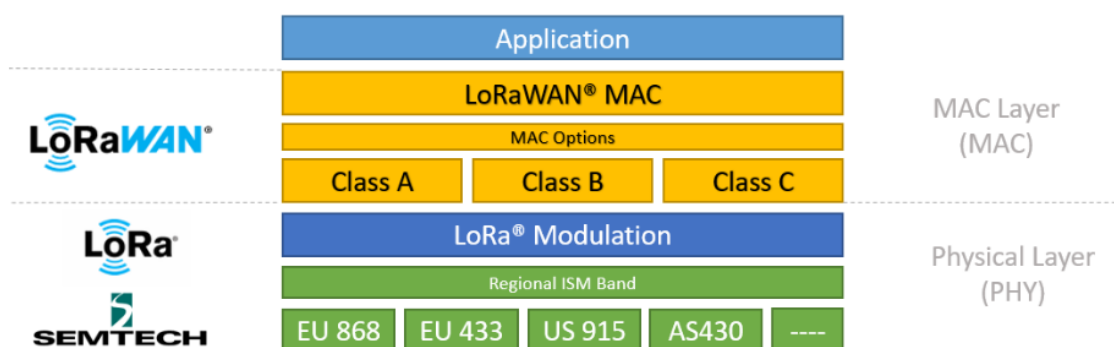 Application
LoRaWAN® MAC
MAC Options
Class A Class B Class C
LoRaWAN®
MAC Layer
(MAC)
LoRa® Modulation
Regional ISM Band
EU 868 EU 433 US 915 AS430 ----
LoRa®
SEMTECH
Physical Layer
(PHY)